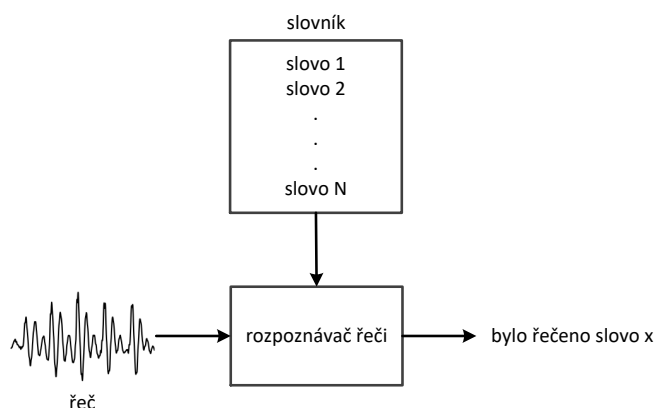 slovník
slovo 1
slovo 2
.
.
.
slovo N
rozpoznávač řeči
bylo řečeno slovo x
řeč